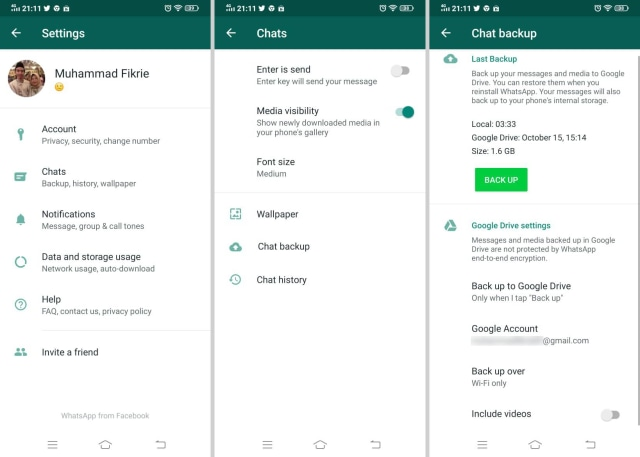 21:11
Settings
Muhammad Fikrie
Account
Privacy, security, change number
Chats
Backup, history, wallpaper
Notifications
Message, group & call tones
Data and storage usage
Network usage, auto-download
Help
FAQ, contact us, privacy policy
Invite a friend
WhatsApp from Facebook
21:11
Chats
Enter is send
Enter key will send your message
Media visibility
Show newly downloaded media in
your phone's gallery
Font size
Medium
Wallpaper
Chat backup
Chat history
21:11
Chat backup
Last Backup
Back up your messages and media to Google
Drive. You can restore them when you
reinstall WhatsApp. Your messages will also
back up to your phone's internal storage.
Local: 03:33
Google Drive: October 15, 15:14
Size: 1.6 GB
BACK UP
Google Drive settings
Messages and media backed up in Google
Drive are not protected by WhatsApp
end-to-end encryption.
Back up to Google Drive
Only when I tap "Back up"
Google Account
@gmail.com
Back up over
Wi-Fi only
Include videos